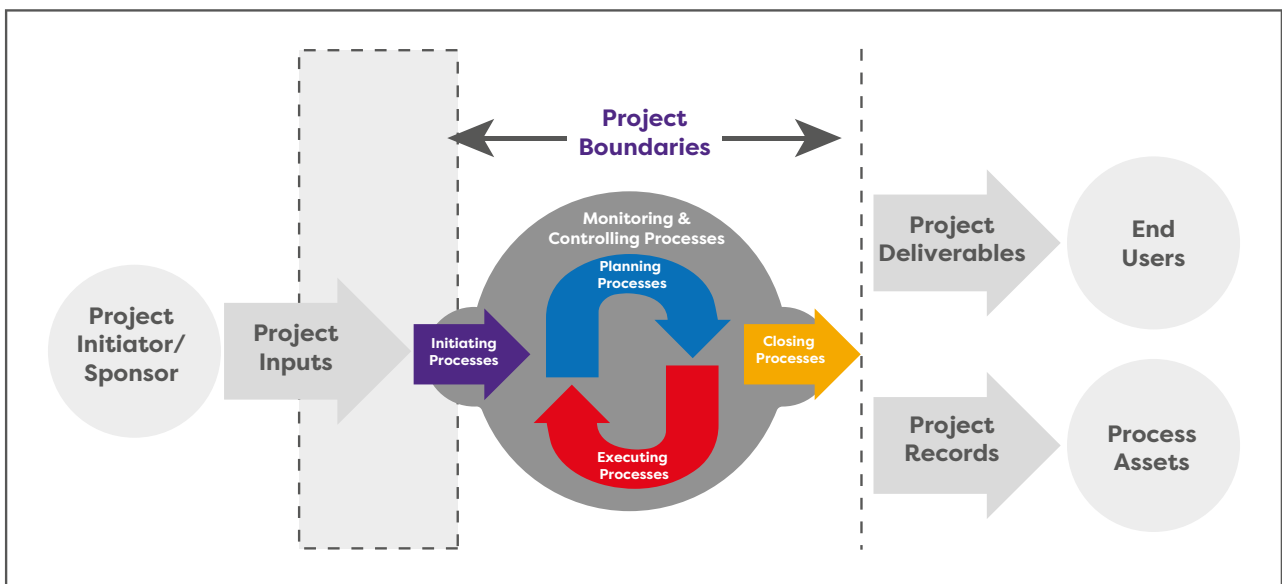 Project
Boundaries
Monitoring &
Controlling Processes
Planning
Processes
Project
Initiator/
Sponsor
Project
Inputs
Initiating
Processes
Closing
Processes
Executing
Processes
Project
Deliverables
End
Users
Project
Records
Process
Assets